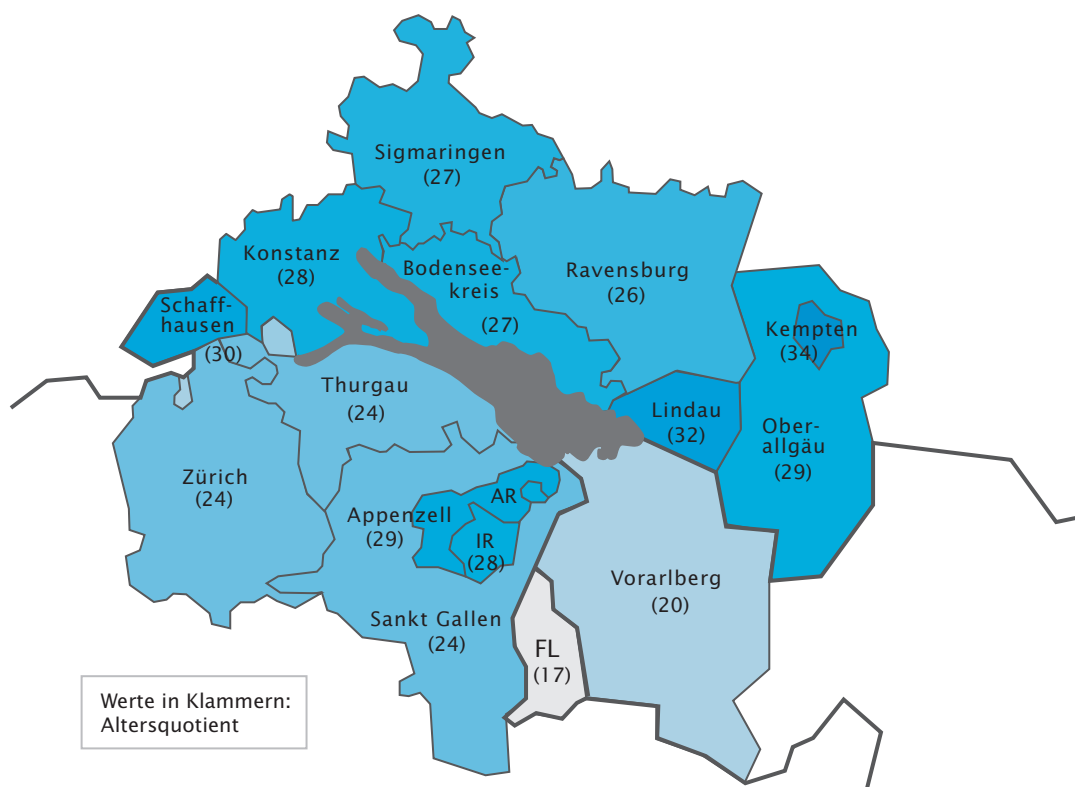 Sigmaringen
(27)
Konstanz
(28)
Bodensee-
kreis
(27)
Ravensburg
(26)
Schaff-
hausen
(30)
Kempten
(34)
Thurgau
(24)
Lindau
(32)
Ober-
allgäu
(29)
Zürich
(24)
AR
Appenzell
(29)
IR
(28)
Vorarlberg
(20)
Sankt Gallen
(24)
FL
(17)
Werte in Klammern:
Altersquotient